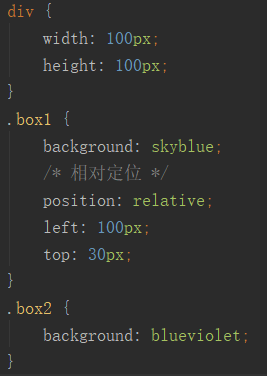 div {
    width: 100px;
    height: 100px;
}
.box1 {
    background: skyblue;
    /* 相对定位 */
    position: relative;
    left: 100px;
    top: 30px;
}
.box2 {
    background: blueviolet;
}